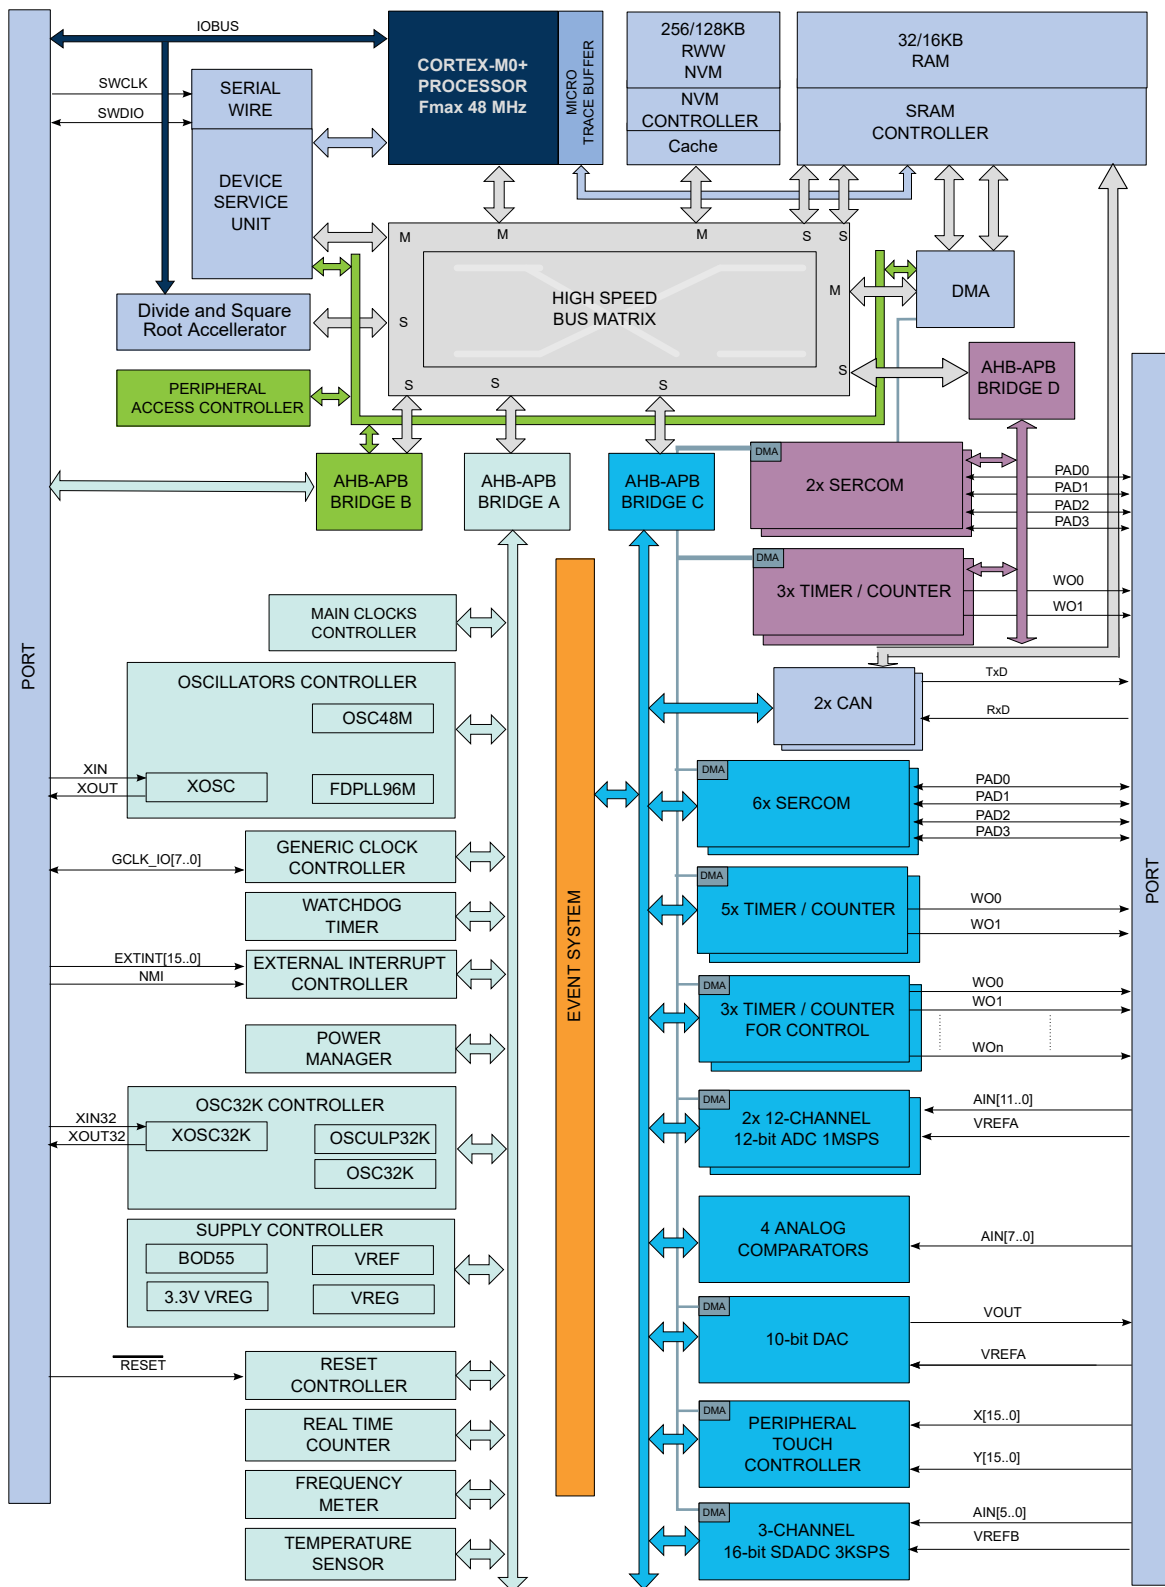 IOBUS
SWCLK
SWDIO
SERIAL
WIRE
DEVICE
SERVICE
UNIT
CORTEX-M0+
PROCESSOR
Fmax 48 MHz
MICRO
TRACE BUFFER
256/128KB
RWW
NVM
NVM
CONTROLLER
Cache
32/16KB
RAM
SRAM
CONTROLLER
M
M
M
S
S
M
S
S
S
S
S
HIGH SPEED
BUS MATRIX
DMA
Divide and Square
Root Accellerator
PERIPHERAL
ACCESS CONTROLLER
AHB-APB
BRIDGE B
AHB-APB
BRIDGE A
AHB-APB
BRIDGE C
AHB-APB
BRIDGE D
PORT
MAIN CLOCKS
CONTROLLER
OSCILLATORS CONTROLLER
OSC48M
XOSC
FDPLL96M
XIN
XOUT
GCLK_IO[7..0]
GENERIC CLOCK
CONTROLLER
WATCHDOG
TIMER
EXTINT[15..0]
NMI
EXTERNAL INTERRUPT
CONTROLLER
POWER
MANAGER
OSC32K CONTROLLER
XIN32
XOUT32
XOSC32K
OSCULP32K
OSC32K
SUPPLY CONTROLLER
BOD55
VREF
3.3V VREG
VREG
RESET
RESET
CONTROLLER
REAL TIME
COUNTER
FREQUENCY
METER
TEMPERATURE
SENSOR
EVENT SYSTEM
DMA
2x SERCOM
PAD0
PAD1
PAD2
PAD3
DMA
3x TIMER / COUNTER
WO0
WO1
2x CAN
TxD
RxD
DMA
6x SERCOM
PAD0
PAD1
PAD2
PAD3
DMA
5x TIMER / COUNTER
WO0
WO1
DMA
3x TIMER / COUNTER
FOR CONTROL
WO0
WO1
WOn
DMA
2x 12-CHANNEL
12-bit ADC 1MSPS
AIN[11..0]
VREFA
4 ANALOG
COMPARATORS
AIN[7..0]
DMA
10-bit DAC
VOUT
VREFA
DMA
PERIPHERAL
TOUCH
CONTROLLER
X[15..0]
Y[15..0]
DMA
3-CHANNEL
16-bit SDADC 3KSPS
AIN[5..0]
VREFB
PORT